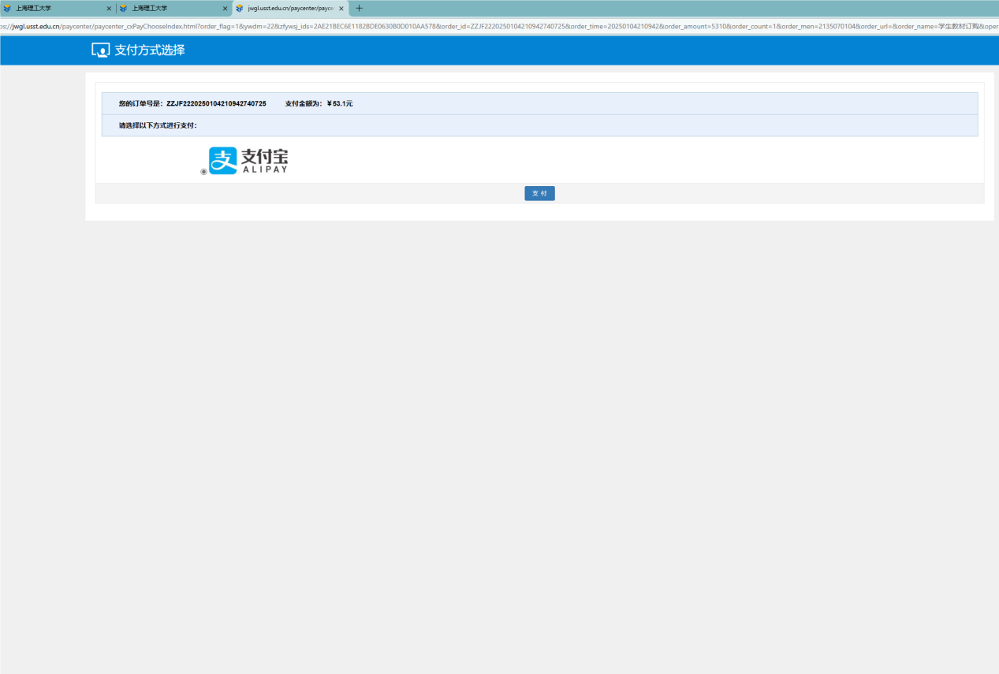 上海理工大学
上海理工大学
jwgl.usst.edu.cn/paycenter/payce
ps://jwgl.usst.edu.cn/paycenter/paycenter_cxPayChooseIndex.html?order_flag=1&ywdm=22&zfywsj_ids=2AE21BEC6E1182BDE0630B0D010AA578&order_id=ZZJF2220250104210942740725&order_time=20250104210942&order_amount=5310&order_count=1&order_men=2135070104&order_url=&order_name=学生教材订购&oper
支付方式选择
您的订单号是：ZZJF2220250104210942740725 支付金额为：￥53.1元
请选择以下方式进行支付：
支 支付宝
ALIPAY
支 付